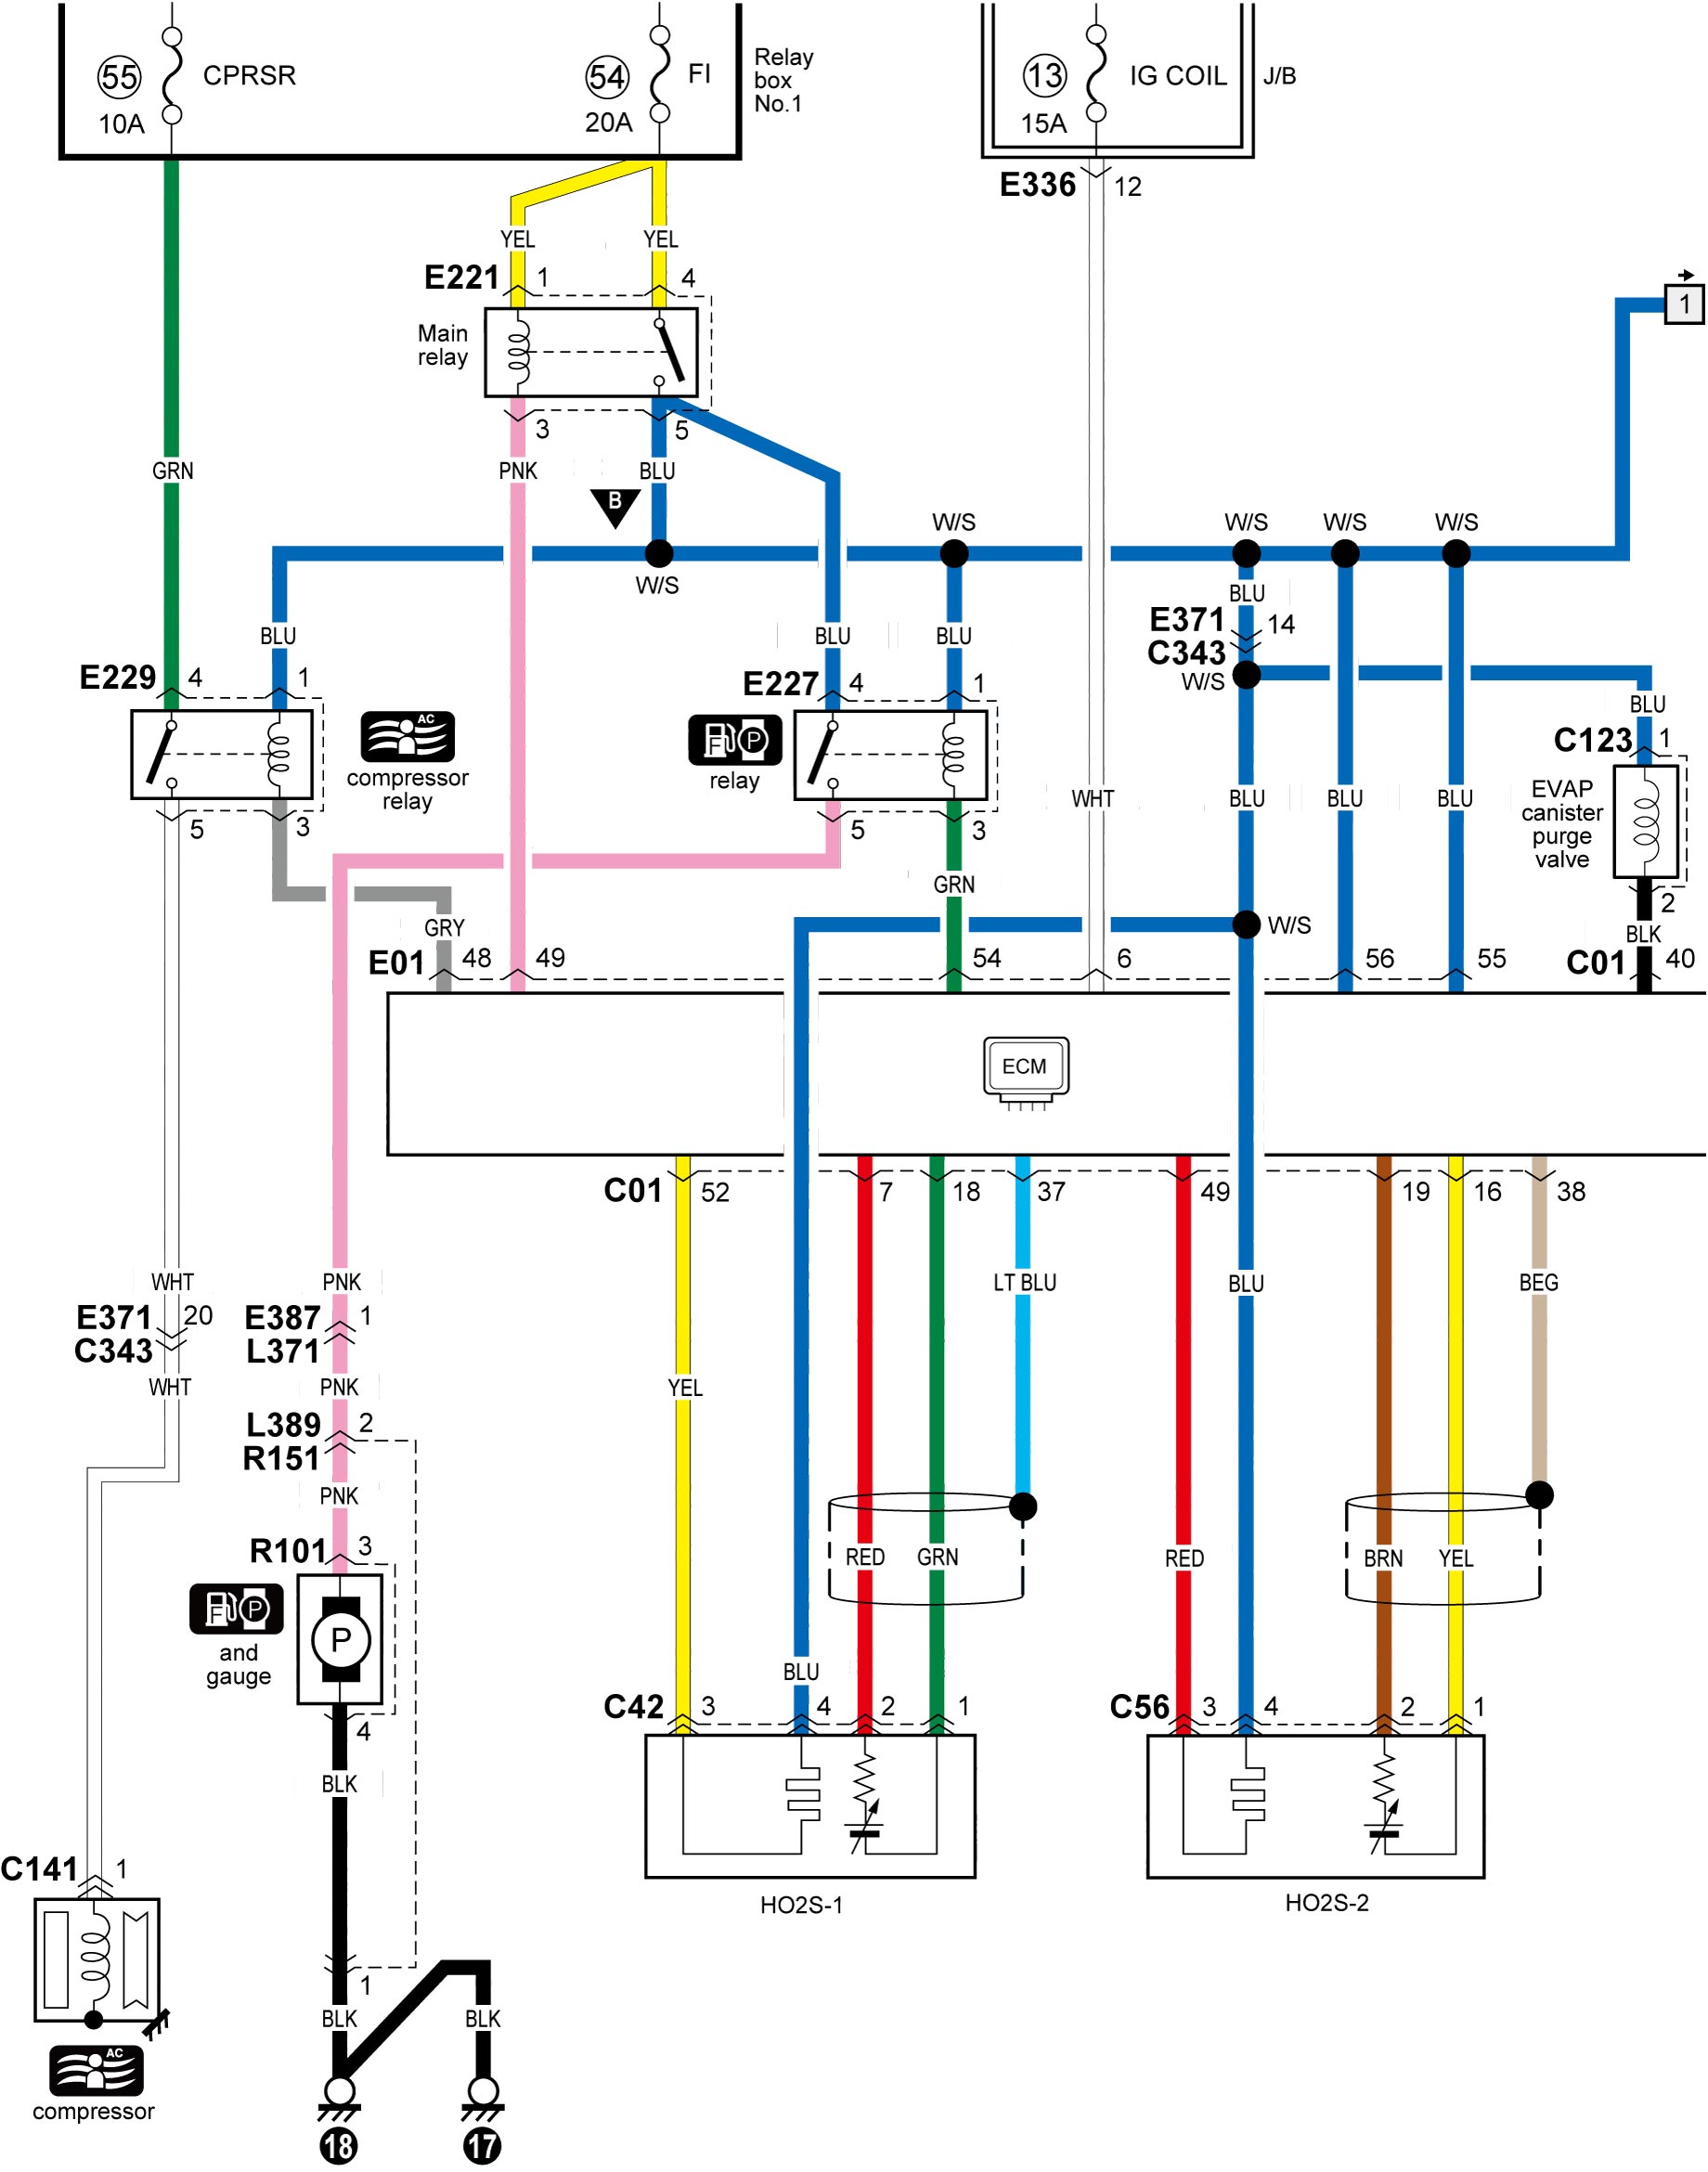 55
CPRSR
10A
54
FI
20A
Relay
box
No.1
13
IG COIL
15A
J/B
E336
12
YEL
YEL
E221
1
4
1
Main
relay
3
5
GRN
PNK
BLU
B
W/S
W/S
W/S
W/S
W/S
BLU
E371
14
C343
W/S
BLU
BLU
BLU
E229
4
1
E227
4
1
BLU
C123
1
AC
compressor
relay
F P
relay
EVAP
canister
purge
valve
WHT
BLU
BLU
BLU
5
3
5
3
GRN
2
GRY
W/S
BLK
E01
48
49
54
6
56
55
C01
40
ECM
C01
52
7
18
37
49
19
16
38
WHT
PNK
LT BLU
BLU
BEG
E371
20
C343
E387
1
L371
WHT
PNK
YEL
L389
2
R151
PNK
R101
3
RED
GRN
RED
BRN
YEL
F P
and
gauge
P
BLU
C42
3
4
2
1
C56
3
4
2
1
4
BLK
C141
1
HO2S-1
HO2S-2
1
BLK
BLK
AC
compressor
18
17